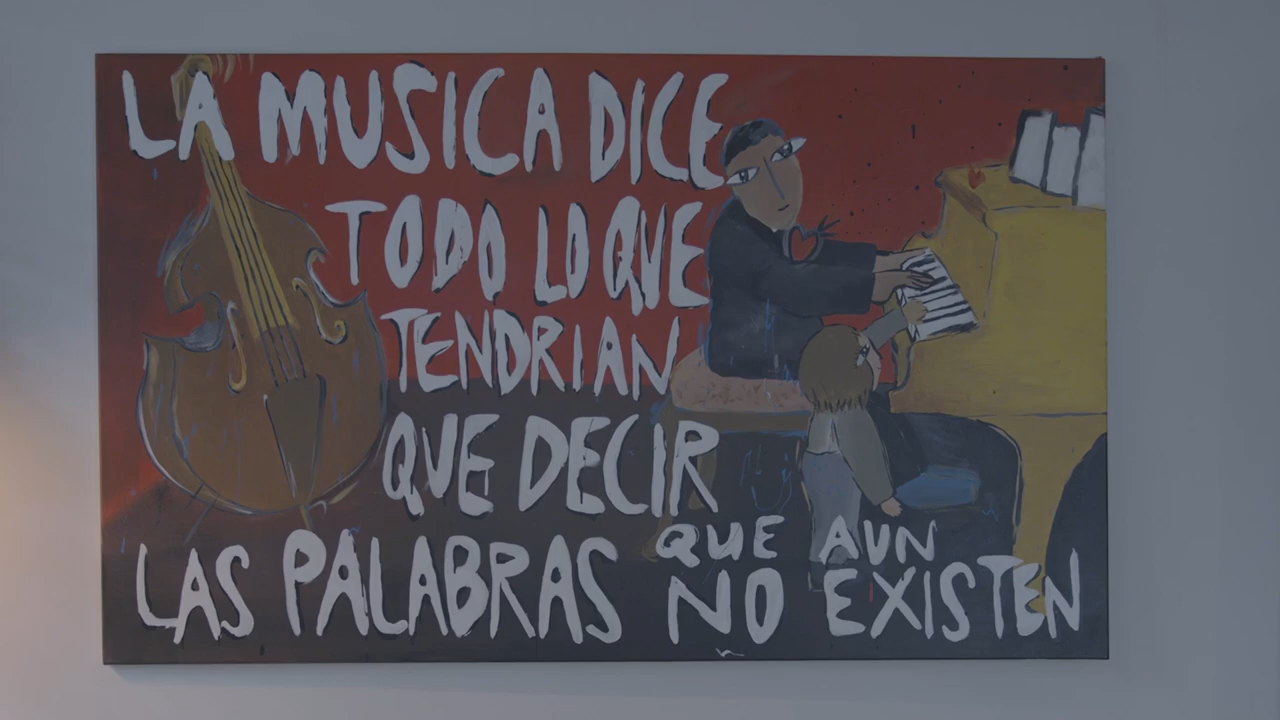 LA MUSICA DICE
TODO LO QUE
TENDRIAN
QUE DECIR
LAS PALABRAS QUE AUN
NO EXISTEN